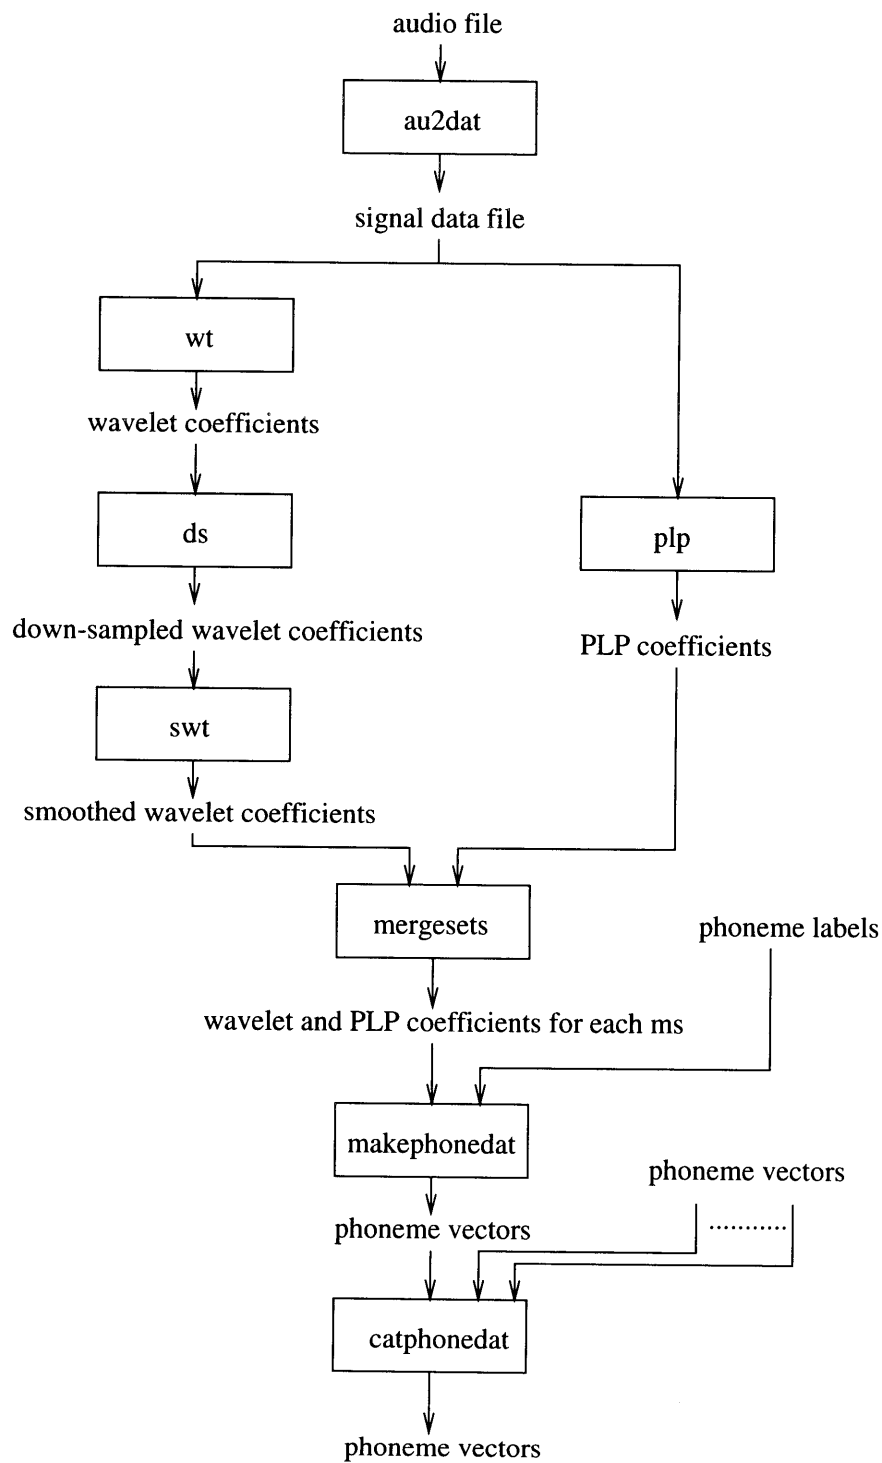 audio file
au2dat
signal data file
wt
wavelet coefficients
ds
plp
down-sampled wavelet coefficients
PLP coefficients
swt
smoothed wavelet coefficients
mergesets
phoneme labels
wavelet and PLP coefficients for each ms
makephonedat
phoneme vectors
phoneme vectors
catphonedat
phoneme vectors